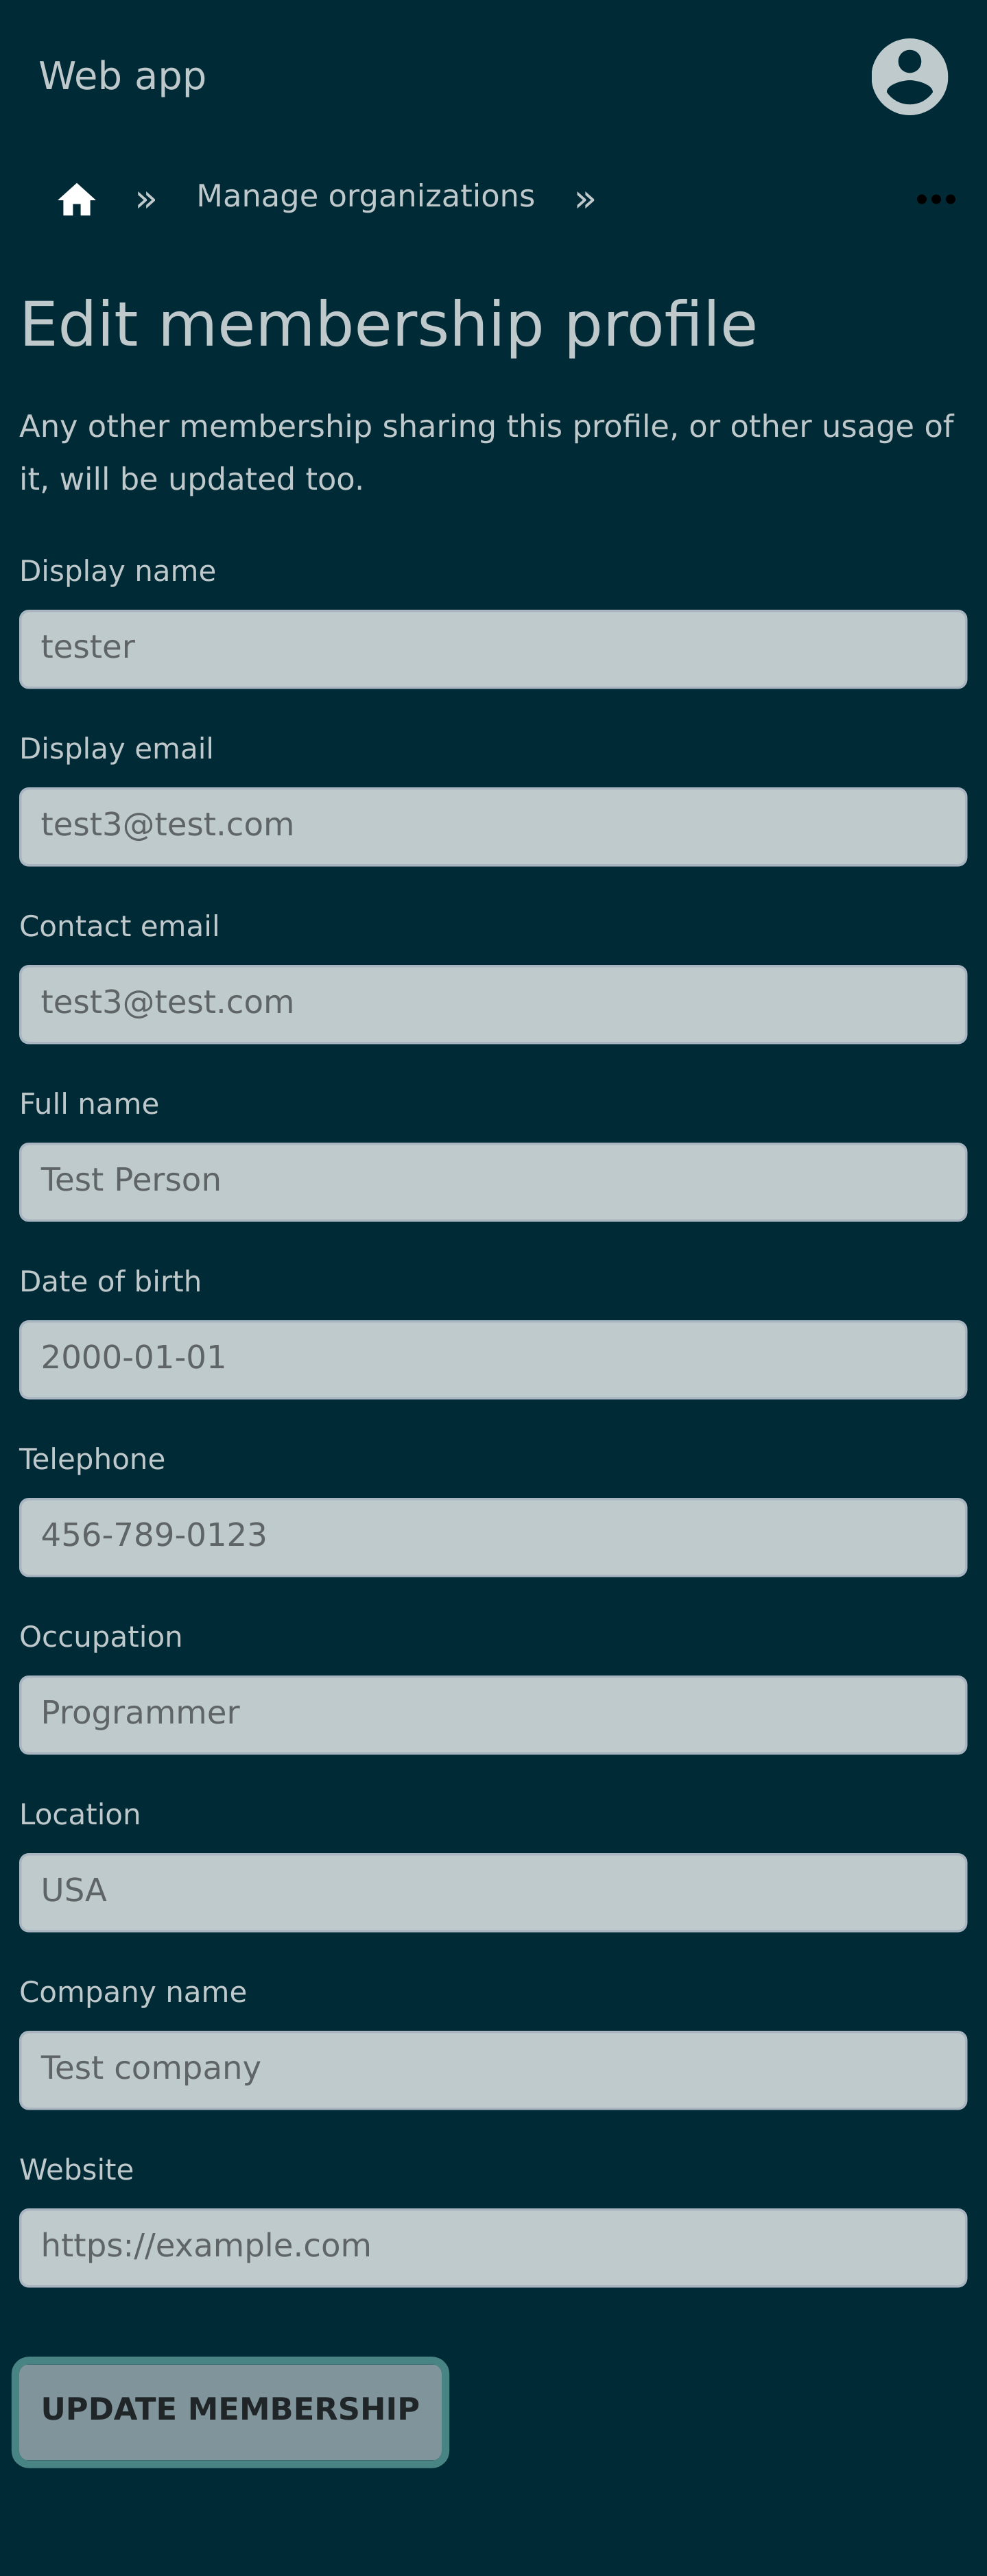 Web app
» Manage organizations » •••
Edit membership profile
Any other membership sharing this profile, or other usage of
it, will be updated too.
Display name
tester
Display email
test3@test.com
Contact email
test3@test.com
Full name
Test Person
Date of birth
2000-01-01
Telephone
456-789-0123
Occupation
Programmer
Location
USA
Company name
Test company
Website
https://example.com
UPDATE MEMBERSHIP